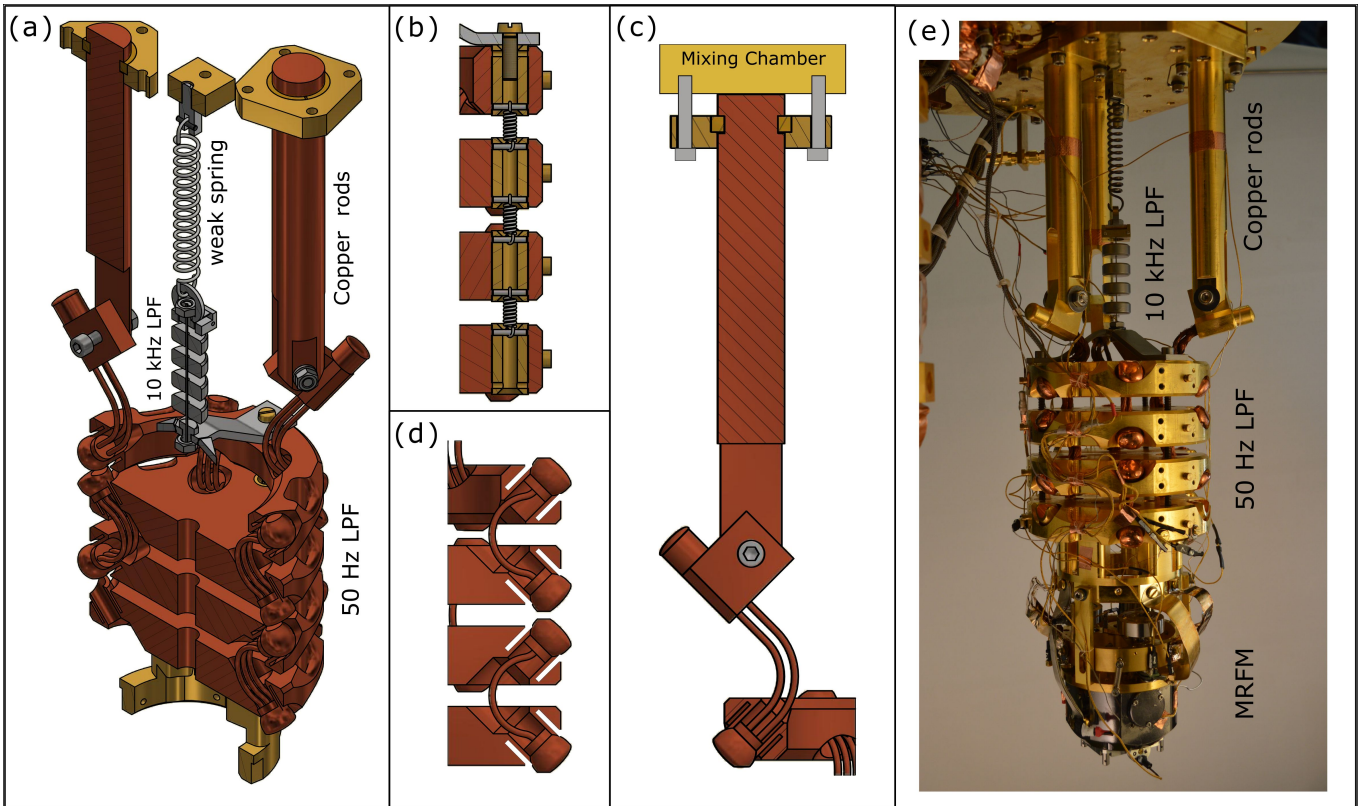 (a)
weak spring
Copper rods
10 kHz LPF
50 Hz LPF
(b)
(c)
Mixing Chamber
(d)
(e)
Copper rods
10 kHz LPF
50 Hz LPF
MRFM